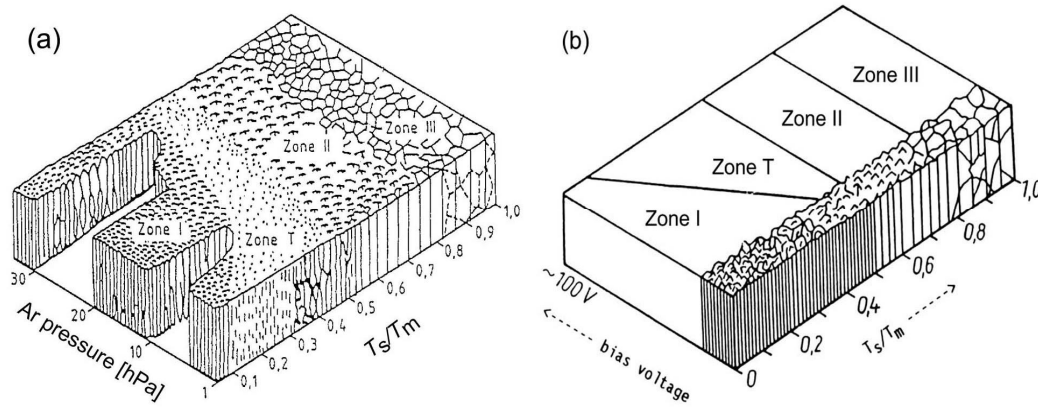 (a)
Zone III
Zone II
Zone I
Zone T
30
20
10
1
Ar pressure [hPa]
0,1
0,2
0,3
0,4
0,5
0,6
0,7
0,8
0,9
1,0
Ts/Tm
(b)
Zone III
Zone II
Zone T
Zone I
~100V
bias voltage
0
0,2
0,4
0,6
0,8
1,0
Ts/Tm